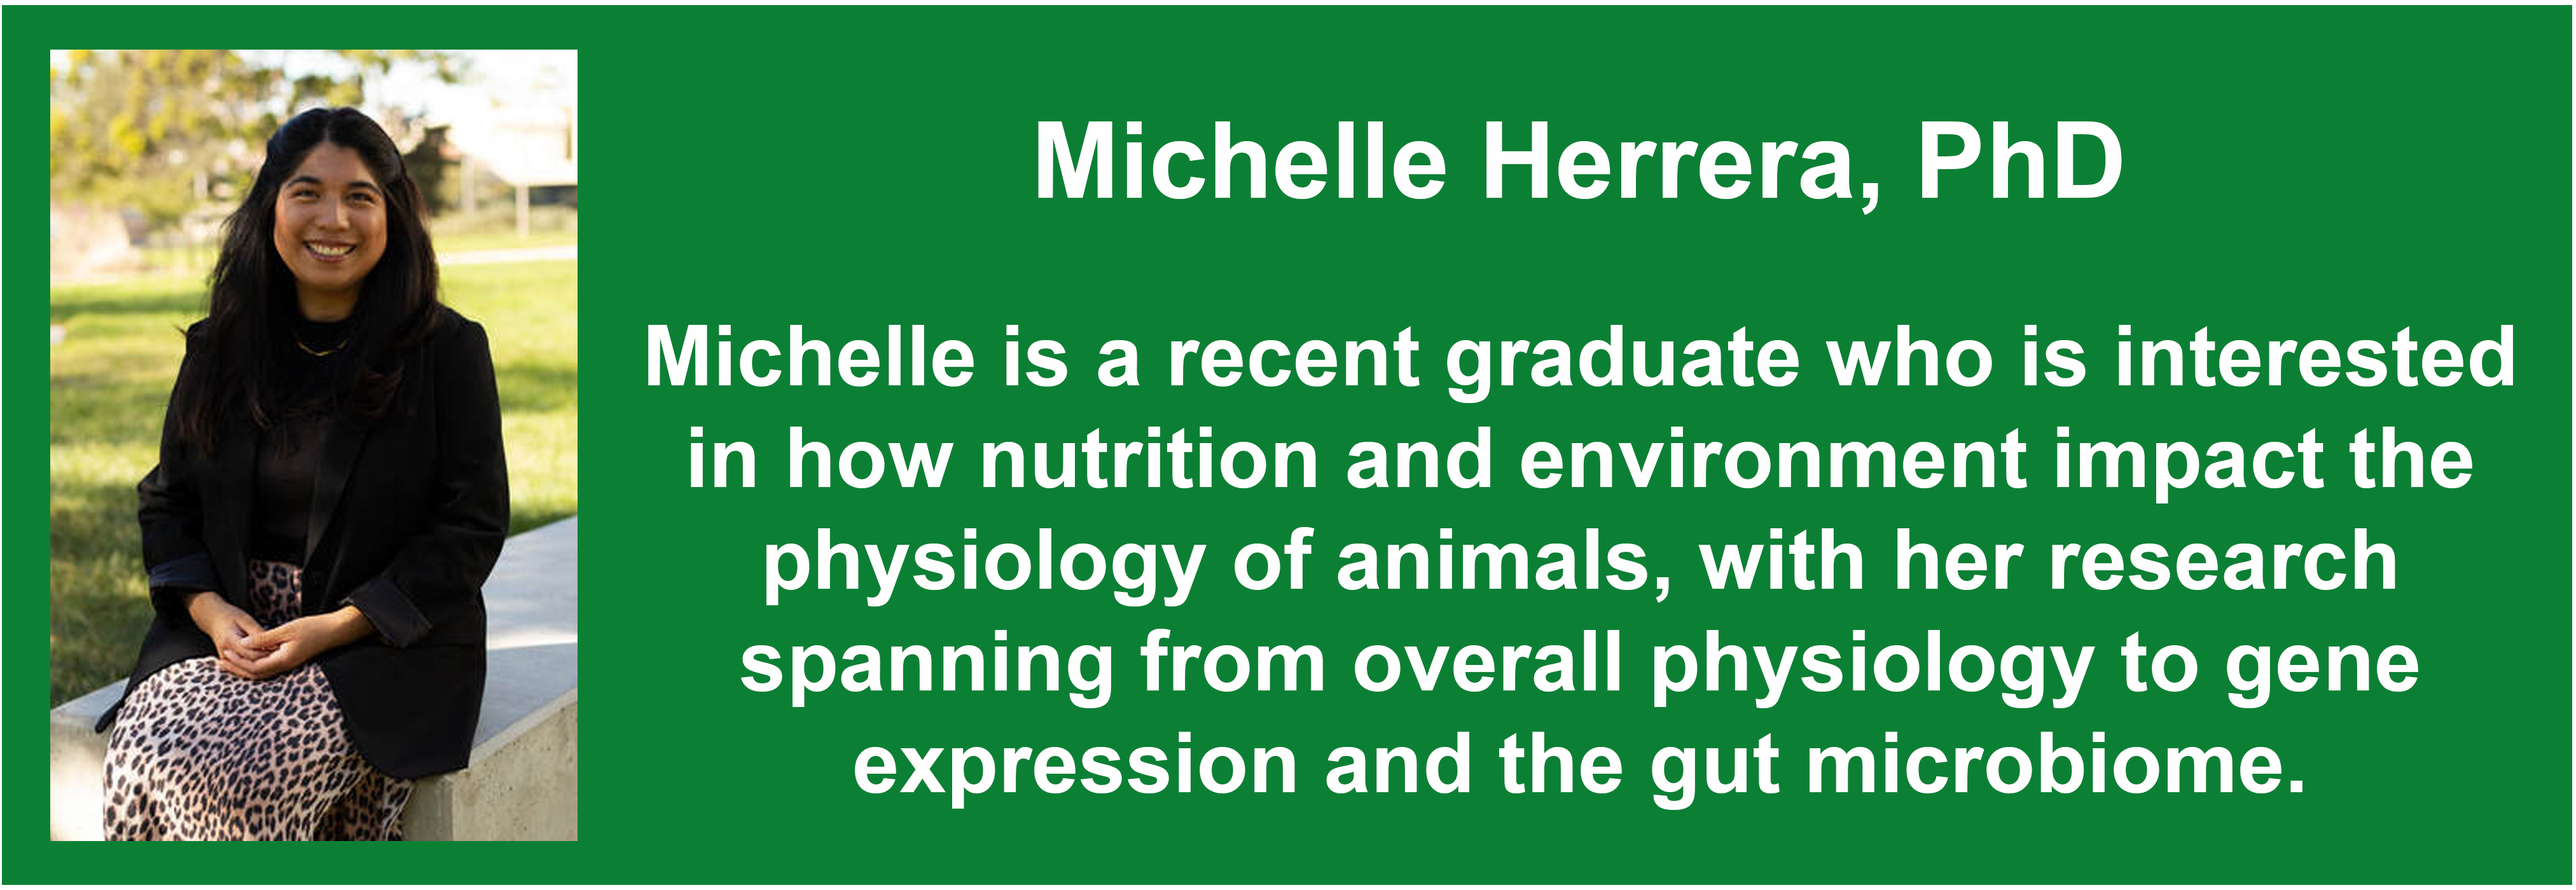 Michelle Herrera, PhD
Michelle is a recent graduate who is interested
in how nutrition and environment impact the
physiology of animals, with her research
spanning from overall physiology to gene
expression and the gut microbiome.